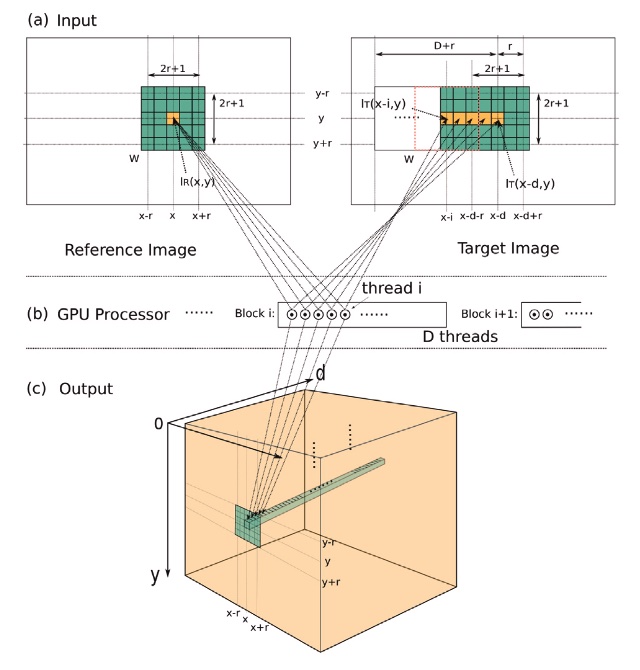 (a) Input
D+r
r
2r+1
2r+1
2r+1
2r+1
y-r
y
y+r
W
IR(x,y)
IT(x-i,y)
......
W
IT(x-d,y)
x-r
x
x+r
x-i
x-d-r
x-d
x-d+r
Reference Image
Target Image
thread i
(b) GPU Processor ......
Block i:
......
Block i+1:
......
D threads
(c) Output
d
0
y
y-r
y
y+r
x-r
x
x+r